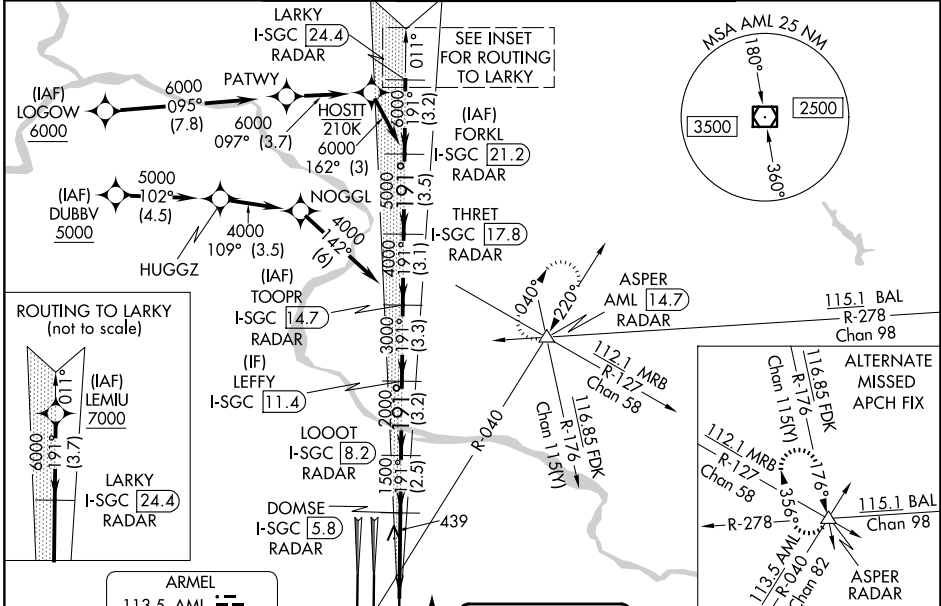 LARKY
I-SGC 24.4
RADAR
011°
SEE INSET
FOR ROUTING
TO LARKY
MSA AML 25 NM
180°
3500
2500
360°
(IAF)
LOGOW
6000
6000
095°
(7.8)
PATWY
6000
097° (3.7)
HOSTT
210K
6000
162° (3)
6000
191°
(3.2)
(IAF)
FORKL
I-SGC 21.2
RADAR
5000
191°
(3.5)
(IAF)
DUBBV
5000
5000
102°
(4.5)
HUGGZ
4000
109° (3.5)
NOGGL
4000
142°
(6)
THRET
I-SGC 17.8
RADAR
4000
191°
(3.1)
(IAF)
TOOPR
I-SGC 14.7
RADAR
3000
191°
(3.3)
(IF)
LEFFY
I-SGC 11.4
2000
191°
(3.2)
LOOOT
I-SGC 8.2
RADAR
1500
191°
(2.5)
DOMSE
I-SGC 5.8
RADAR
439
040°
220°
ASPER
AML 14.7
RADAR
115.1 BAL
R-278
Chan 98
112.1 MRB
R-127
Chan 58
116.85 FDK
R-176
Chan 115(Y)
R-040
ROUTING TO LARKY
(not to scale)
011°
(IAF)
LEMIU
7000
6000
191°
(3.7)
LARKY
I-SGC 24.4
RADAR
ALTERNATE
MISSED
APCH FIX
116.85 FDK
R-176
Chan 115(Y)
112.1 MRB
R-127
Chan 58
176°
356°
115.1 BAL
Chan 98
R-278
113.5 AML
R-040
Chan 82
ASPER
RADAR
ARMEL
113.5 AML